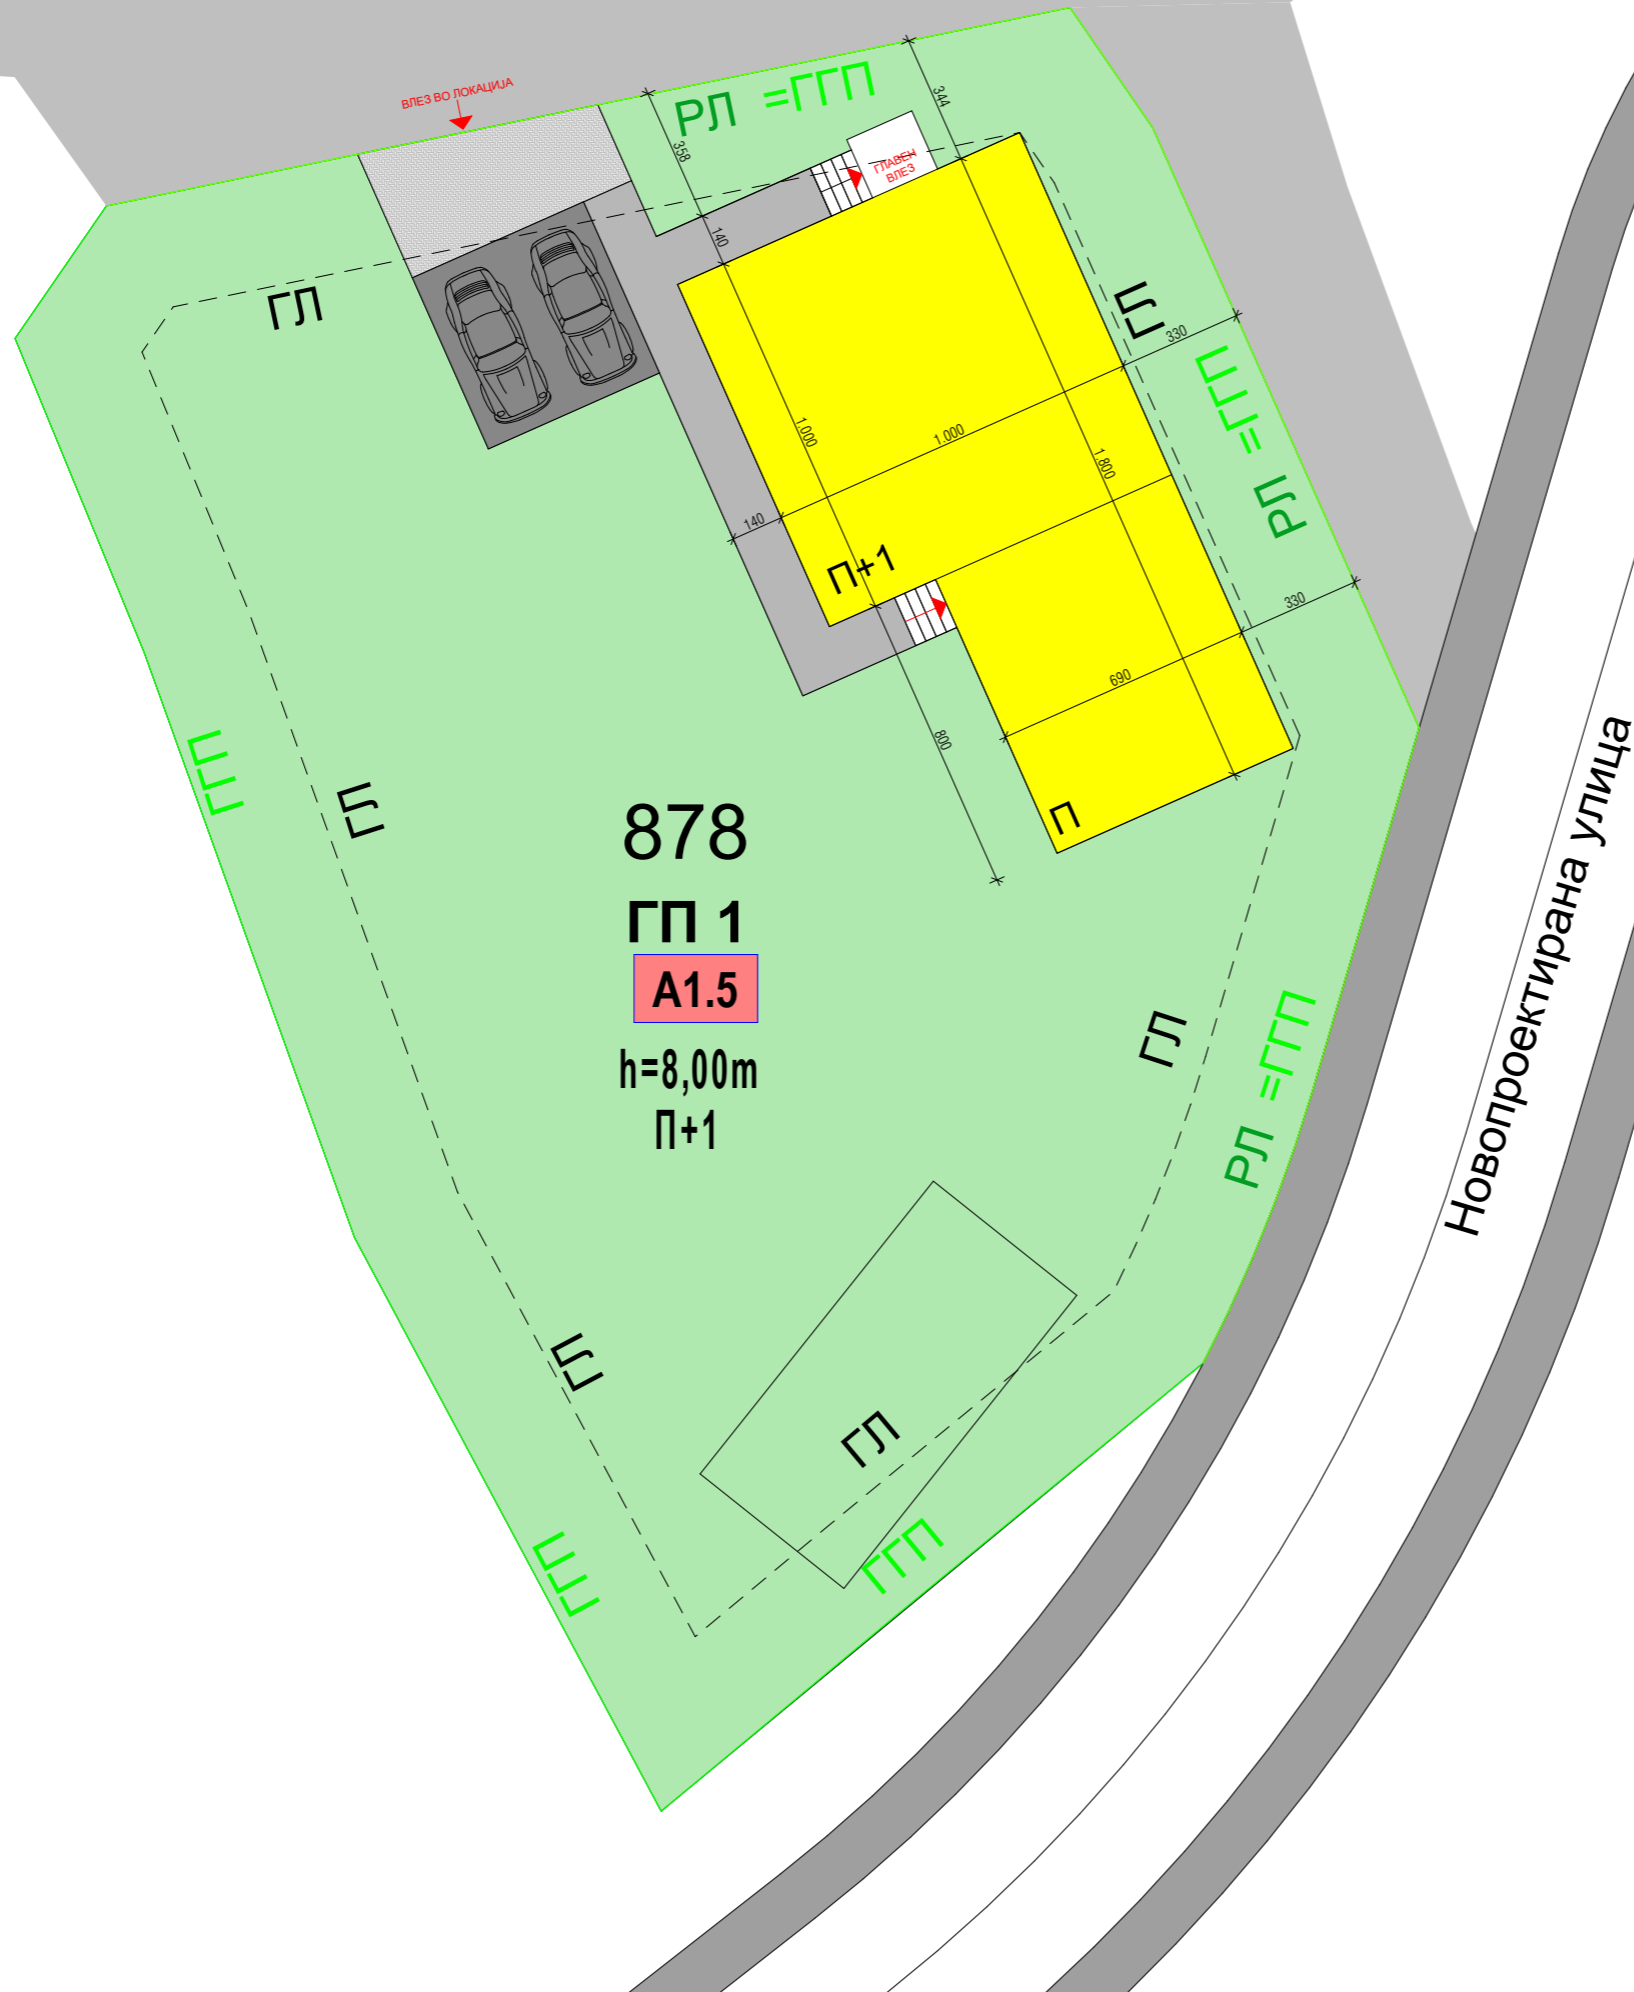 ВЛЕЗ ВО ЛОКАЦИЈА
РЛ =ГГП
344
358
ГЛАВЕН
ВЛЕЗ
140
ГЛ
ГЛ
330
РЛ =ГГП
1.000
1.000
1.800
140
П+1
330
690
800
ГГП
ГЛ
П
878
ГП 1
А1.5
h=8,00m
П+1
ГЛ
РЛ =ГГП
Новопроектирана улица
ГЛ
ГЛ
ГГП
ГГП